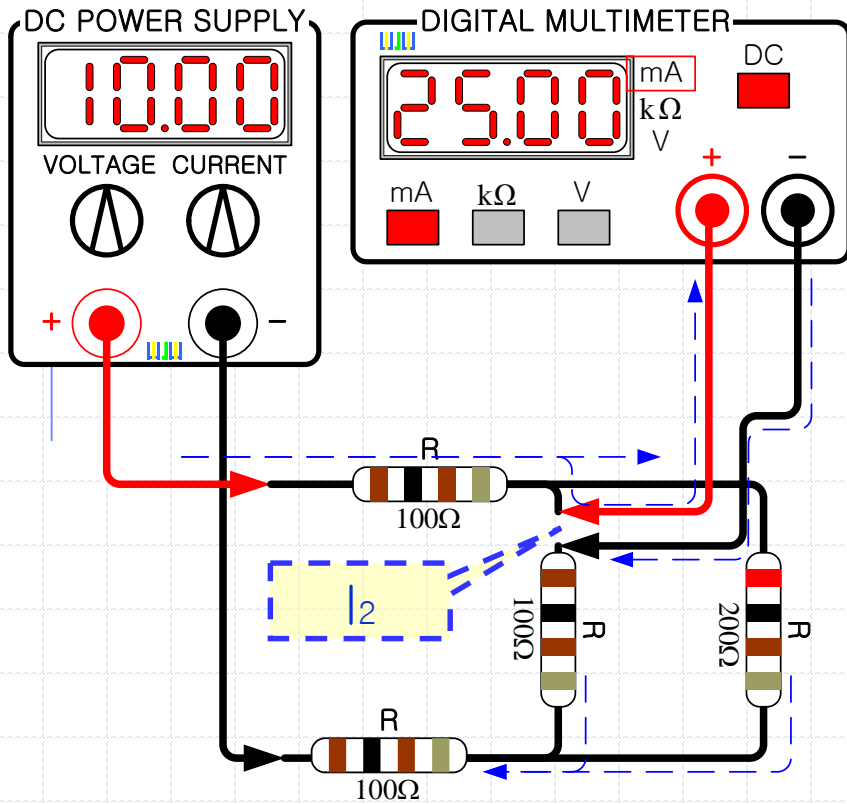 DC POWER SUPPLY
10.00
VOLTAGE CURRENT
+ −
DIGITAL MULTIMETER
25.00
mA
kΩ
V
DC
mA kΩ V
+ −
R
100Ω
I2
100Ω
R
200Ω
R
R
100Ω